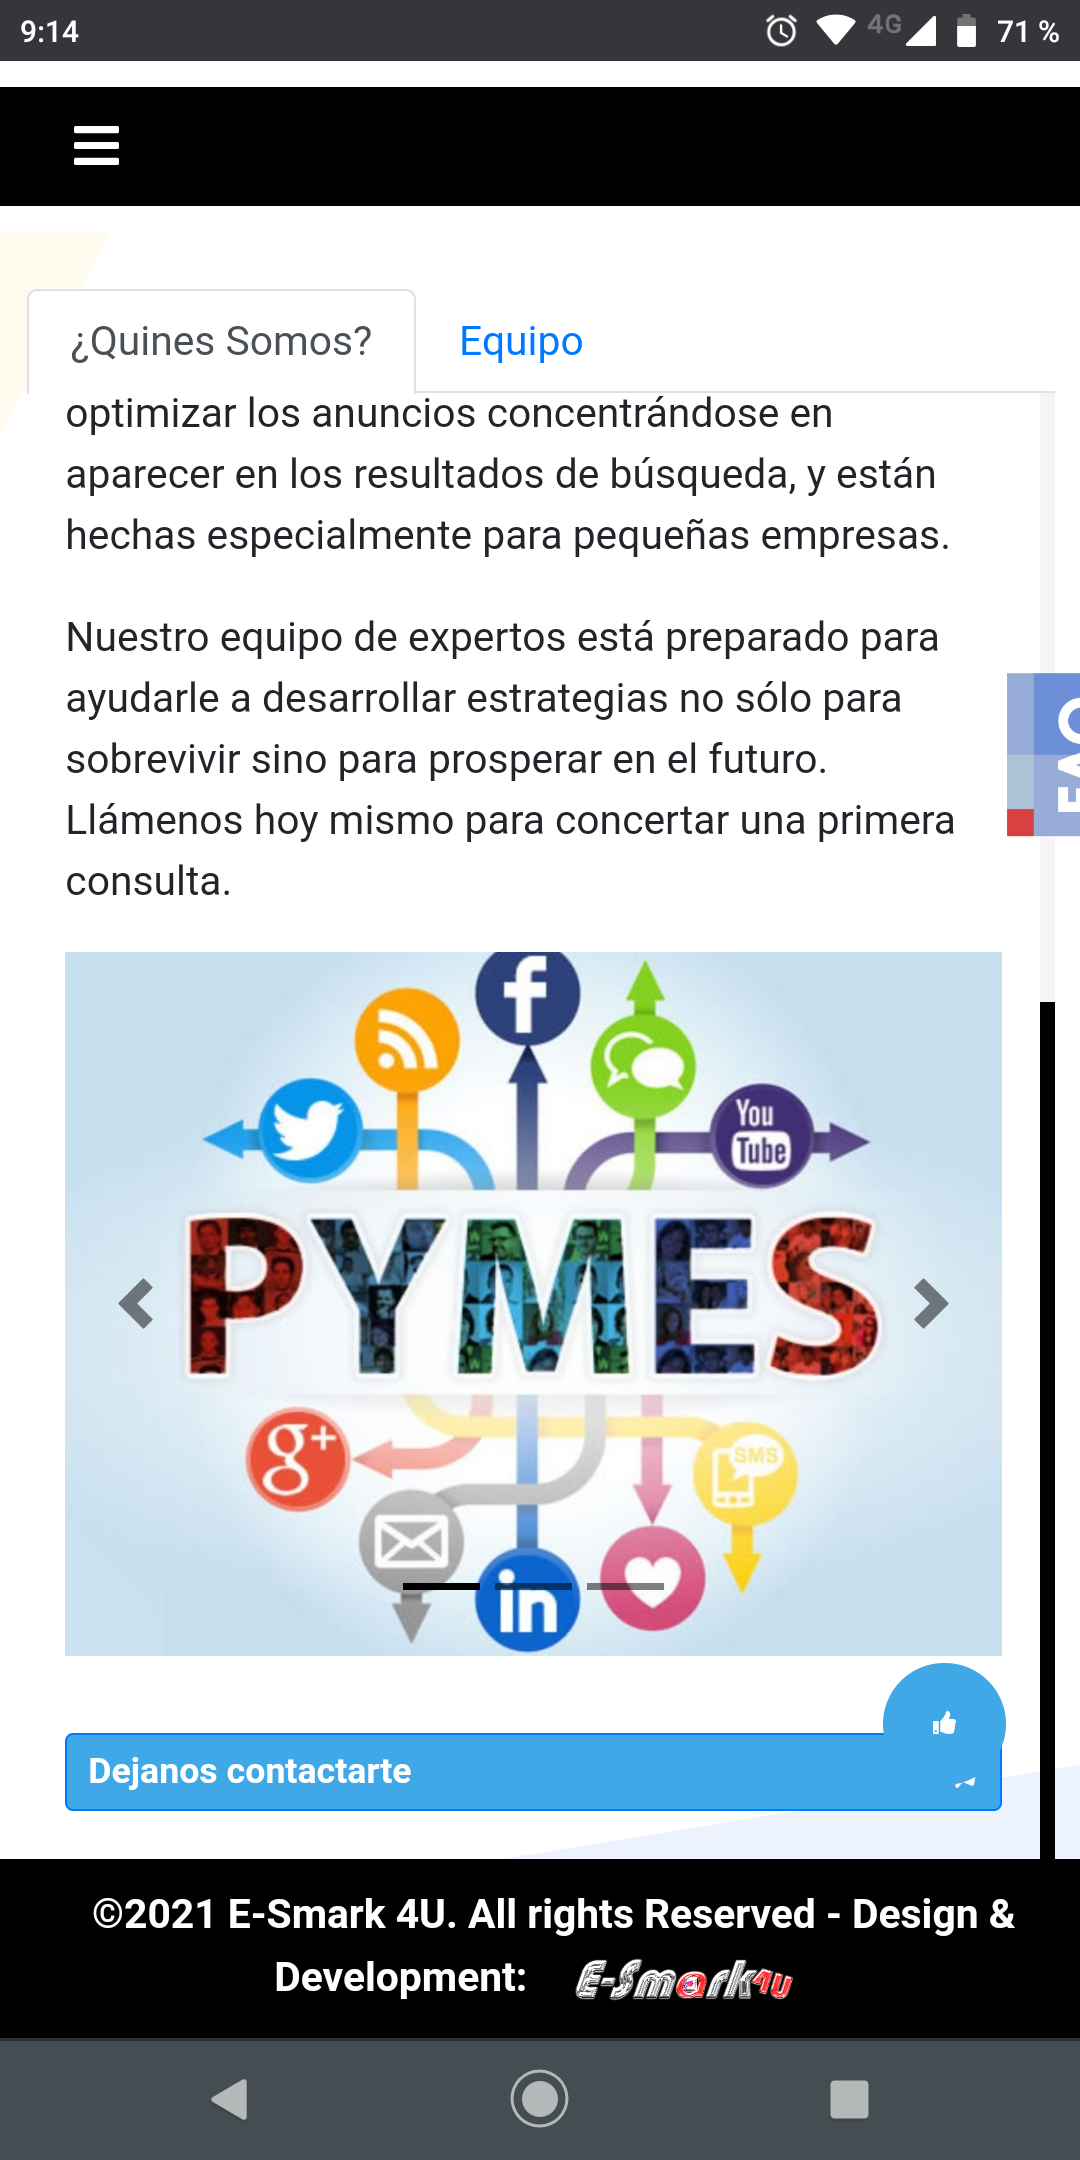 9:14
4G
71 %
¿Quines Somos?
Equipo
optimizar los anuncios concentrándose en
aparecer en los resultados de búsqueda, y están
hechas especialmente para pequeñas empresas.
Nuestro equipo de expertos está preparado para
ayudarle a desarrollar estrategias no sólo para
sobrevivir sino para prosperar en el futuro.
Llámenos hoy mismo para concertar una primera
consulta.
f
You
Tube
PYMES
g+
SMS
in
Dejanos contactarte
©2021 E-Smark 4U. All rights Reserved - Design &
Development: E-Smark4U